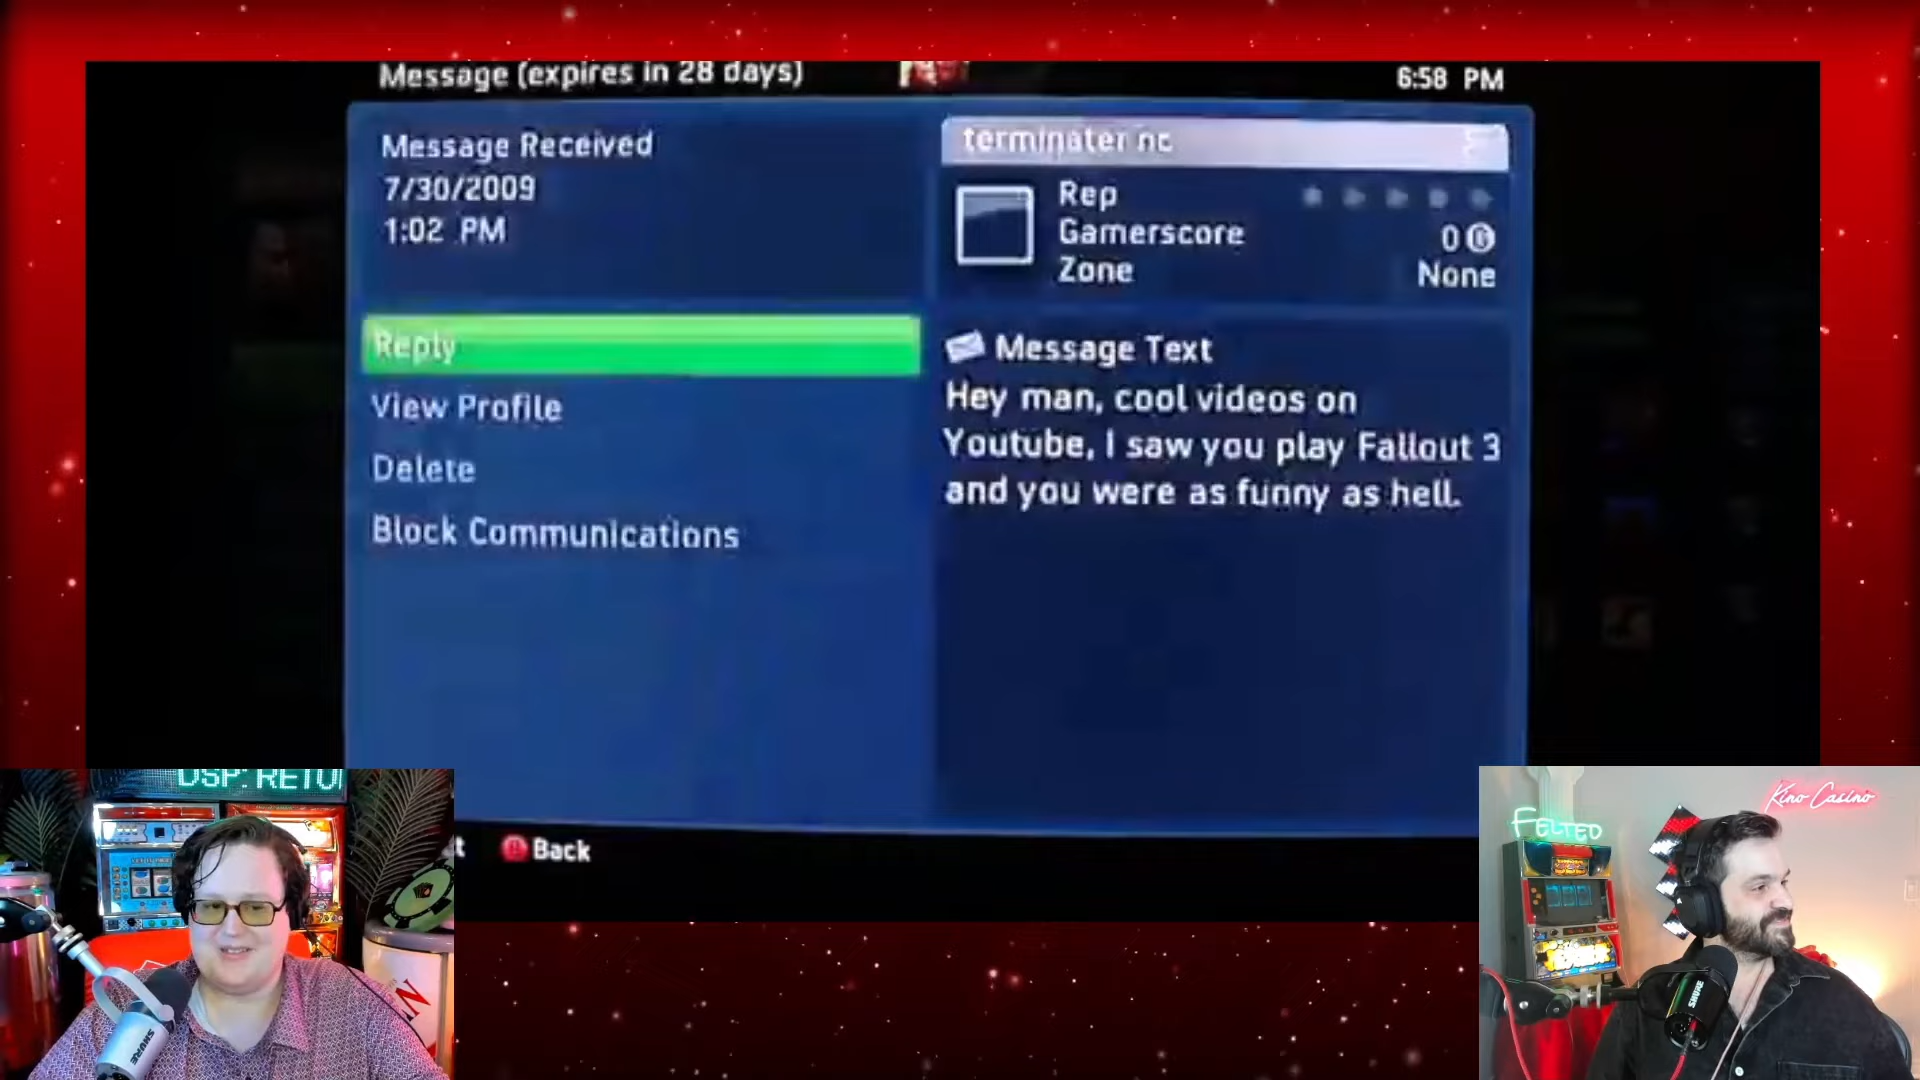 Message (expires in 28 days)
6:58 PM
Message Received
7/30/2009
1:02 PM
terminater nc
Rep
Gamerscore
0 G
Zone
None
Reply
View Profile
Delete
Block Communications
Message Text
Hey man, cool videos on
Youtube, I saw you play Fallout 3
and you were as funny as hell.
Back
DSP: RETU
Kino Casino
FELTED
SHURE
SHURE